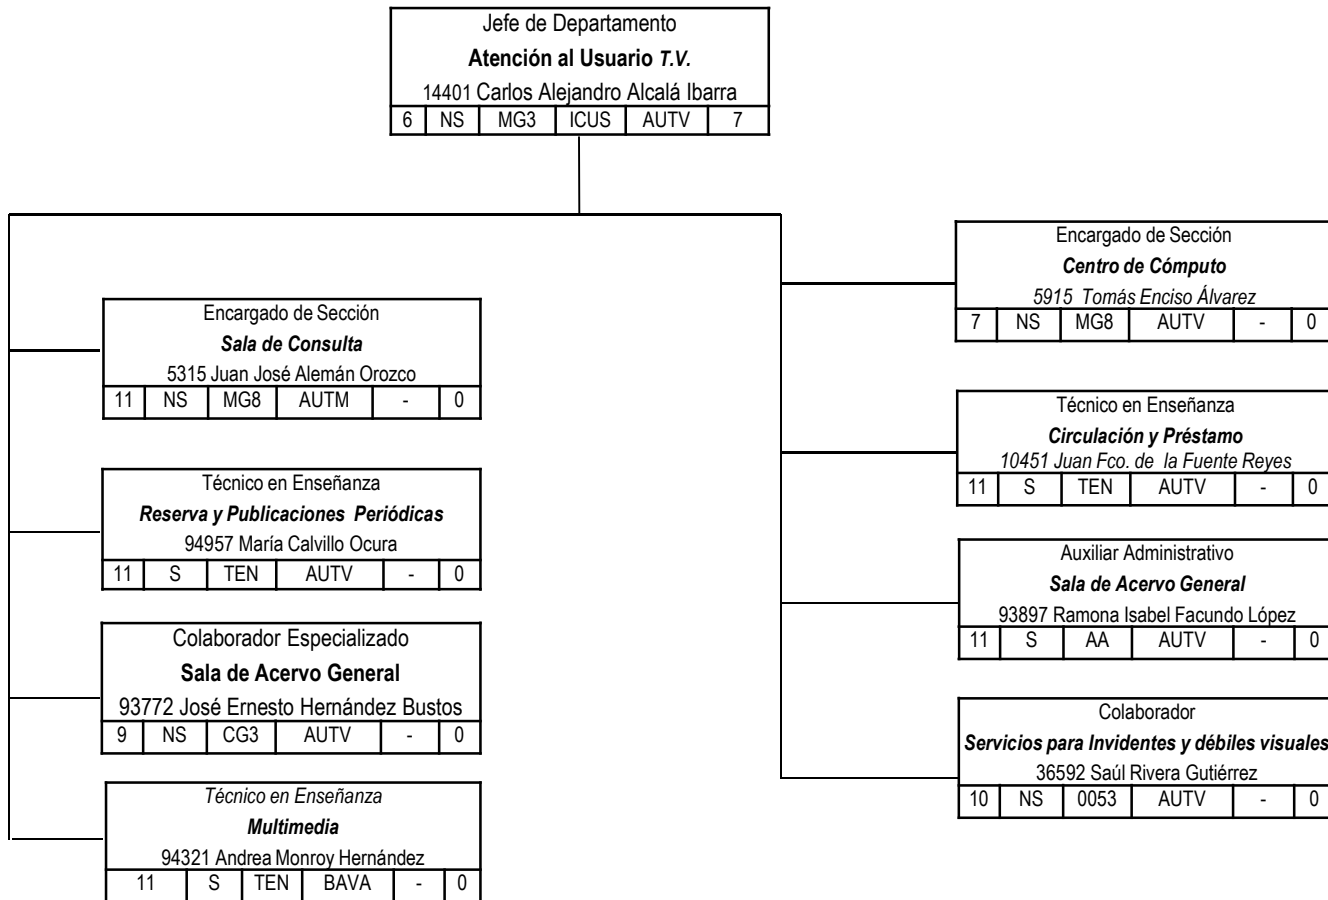 Jefe de Departamento
Atención al Usuario T.V.
14401 Carlos Alejandro Alcalá Ibarra
6 NS MG3 ICUS AUTV 7
Encargado de Sección
Sala de Consulta
5315 Juan José Alemán Orozco
11 NS MG8 AUTM - 0
Técnico en Enseñanza
Reserva y Publicaciones Periódicas
94957 María Calvillo Ocura
11 S TEN AUTV - 0
Colaborador Especializado
Sala de Acervo General
93772 José Ernesto Hernández Bustos
9 NS CG3 AUTV - 0
Técnico en Enseñanza
Multimedia
94321 Andrea Monroy Hernández
11 S TEN BAVA - 0
Encargado de Sección
Centro de Cómputo
5915 Tomás Enciso Álvarez
7 NS MG8 AUTV - 0
Técnico en Enseñanza
Circulación y Préstamo
10451 Juan Fco. de la Fuente Reyes
11 S TEN AUTV - 0
Auxiliar Administrativo
Sala de Acervo General
93897 Ramona Isabel Facundo López
11 S AA AUTV - 0
Colaborador
Servicios para Invidentes y débiles visuales
36592 Saúl Rivera Gutiérrez
10 NS 0053 AUTV - 0